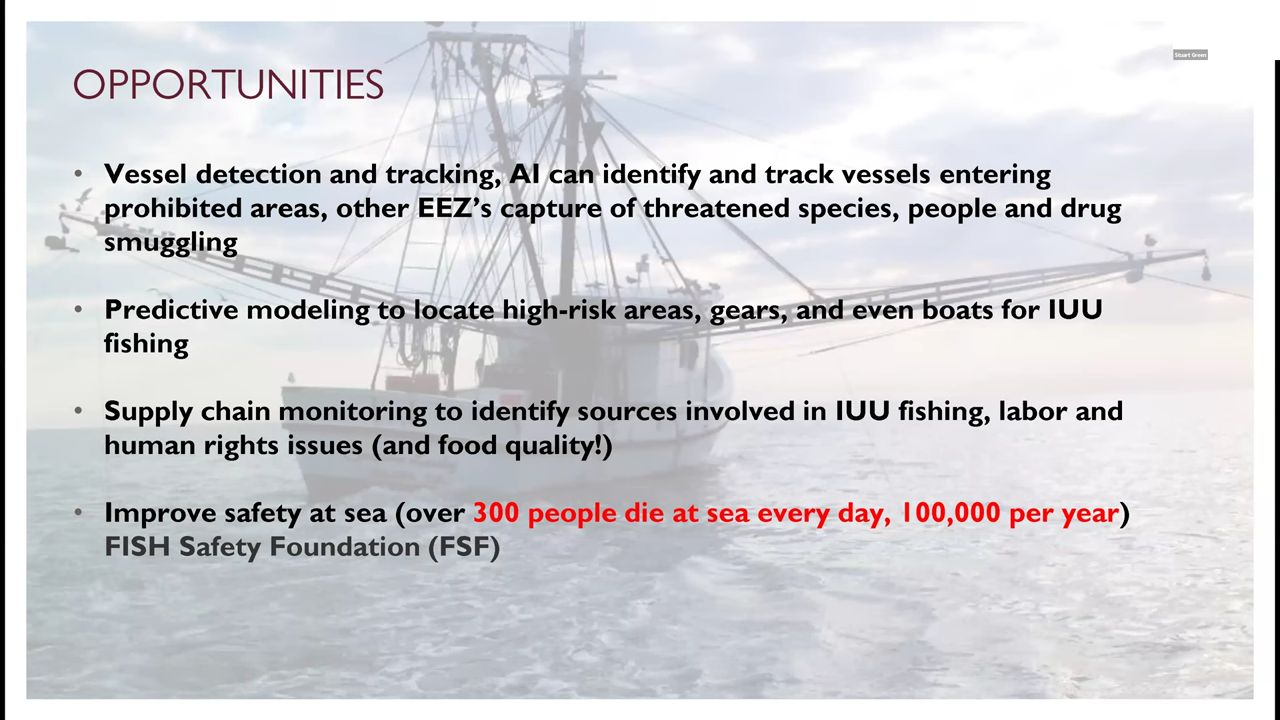 Stuart Green
OPPORTUNITIES
• Vessel detection and tracking, AI can identify and track vessels entering
prohibited areas, other EEZ’s capture of threatened species, people and drug
smuggling
• Predictive modeling to locate high-risk areas, gears, and even boats for IUU
fishing
• Supply chain monitoring to identify sources involved in IUU fishing, labor and
human rights issues (and food quality!)
• Improve safety at sea (over 300 people die at sea every day, 100,000 per year)
FISH Safety Foundation (FSF)